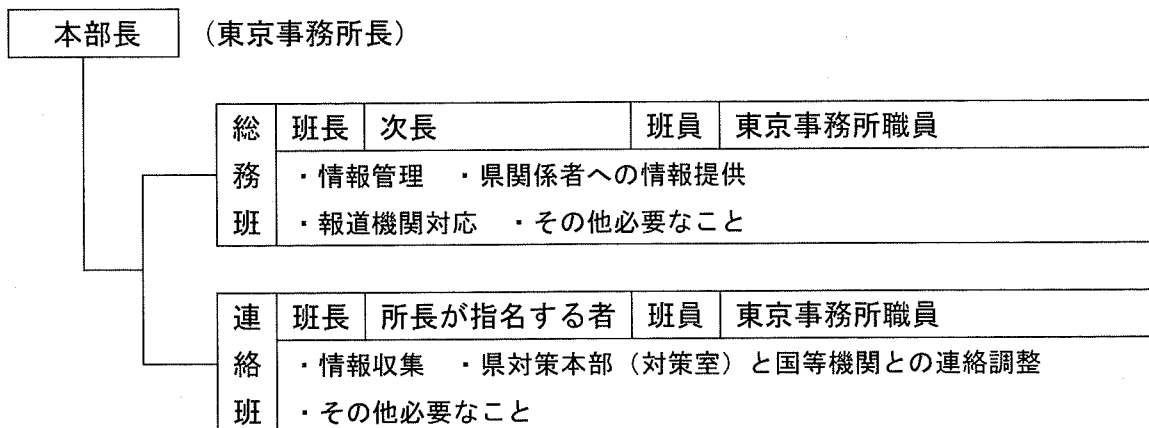 本部長 （東京事務所長）
総務班 班長 次長 班員 東京事務所職員
・情報管理 ・県関係者への情報提供
・報道機関対応 ・その他必要なこと
連絡班 班長 所長が指名する者 班員 東京事務所職員
・情報収集 ・県対策本部（対策室）と国等機関との連絡調整
・その他必要なこと